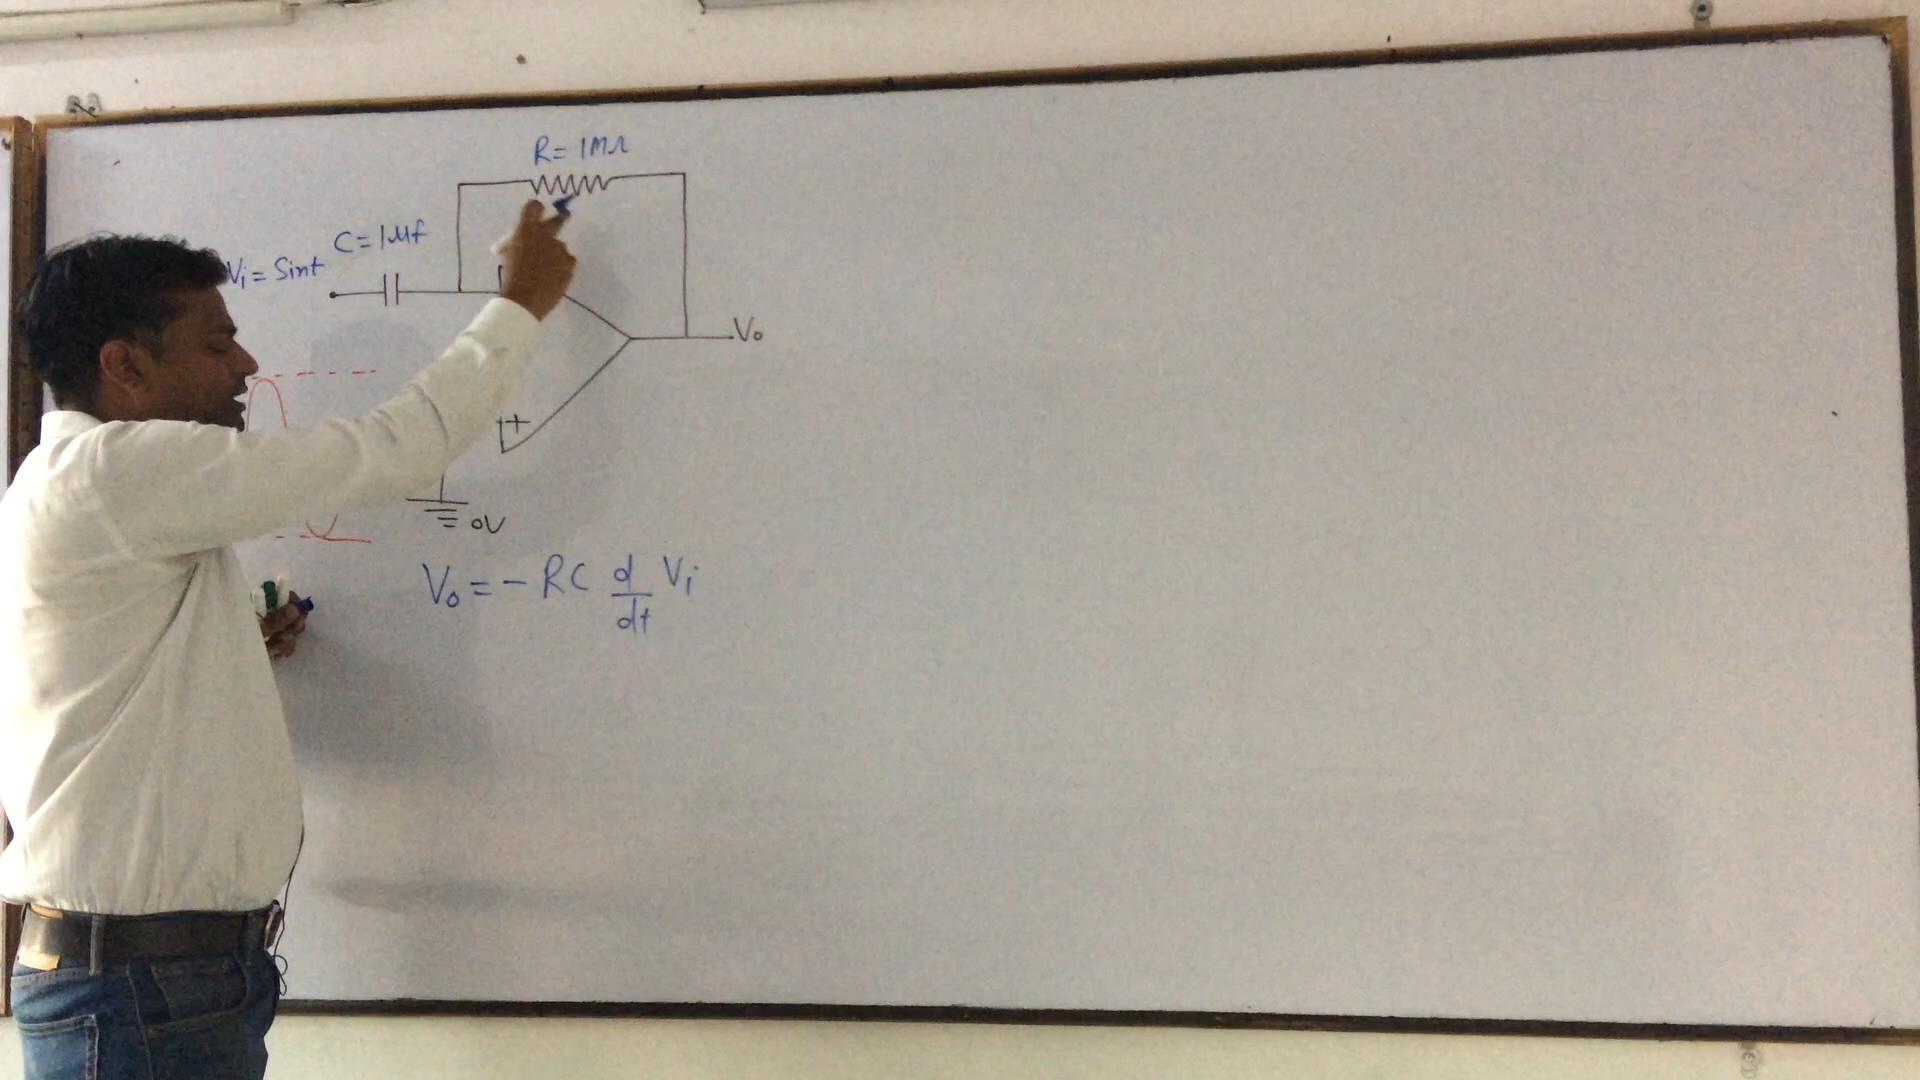 R = 1MΩ
C = 1μf
Vi = Sint
Vo
+
0V
Vo = - RC d/dt Vi